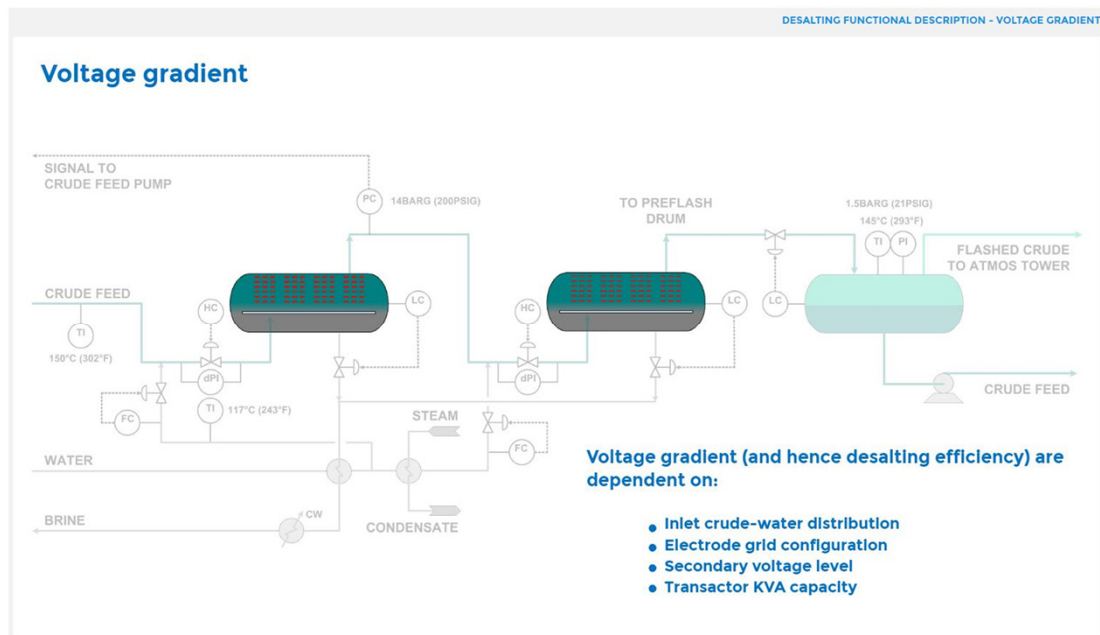 DESALTING FUNCTIONAL DESCRIPTION - VOLTAGE GRADIENT
Voltage gradient
SIGNAL TO
CRUDE FEED PUMP
PC
14BARG (200PSIG)
TO PREFLASH
DRUM
1.5BARG (21PSIG)
145°C (293°F)
TI
PI
FLASHED CRUDE
TO ATMOS TOWER
CRUDE FEED
HC
LC
HC
LC
LC
TI
150°C (302°F)
dPI
dPI
CRUDE FEED
TI
117°C (243°F)
FC
STEAM
FC
WATER
BRINE
CW
CONDENSATE
Voltage gradient (and hence desalting efficiency) are
dependent on:
• Inlet crude-water distribution
• Electrode grid configuration
• Secondary voltage level
• Transactor KVA capacity